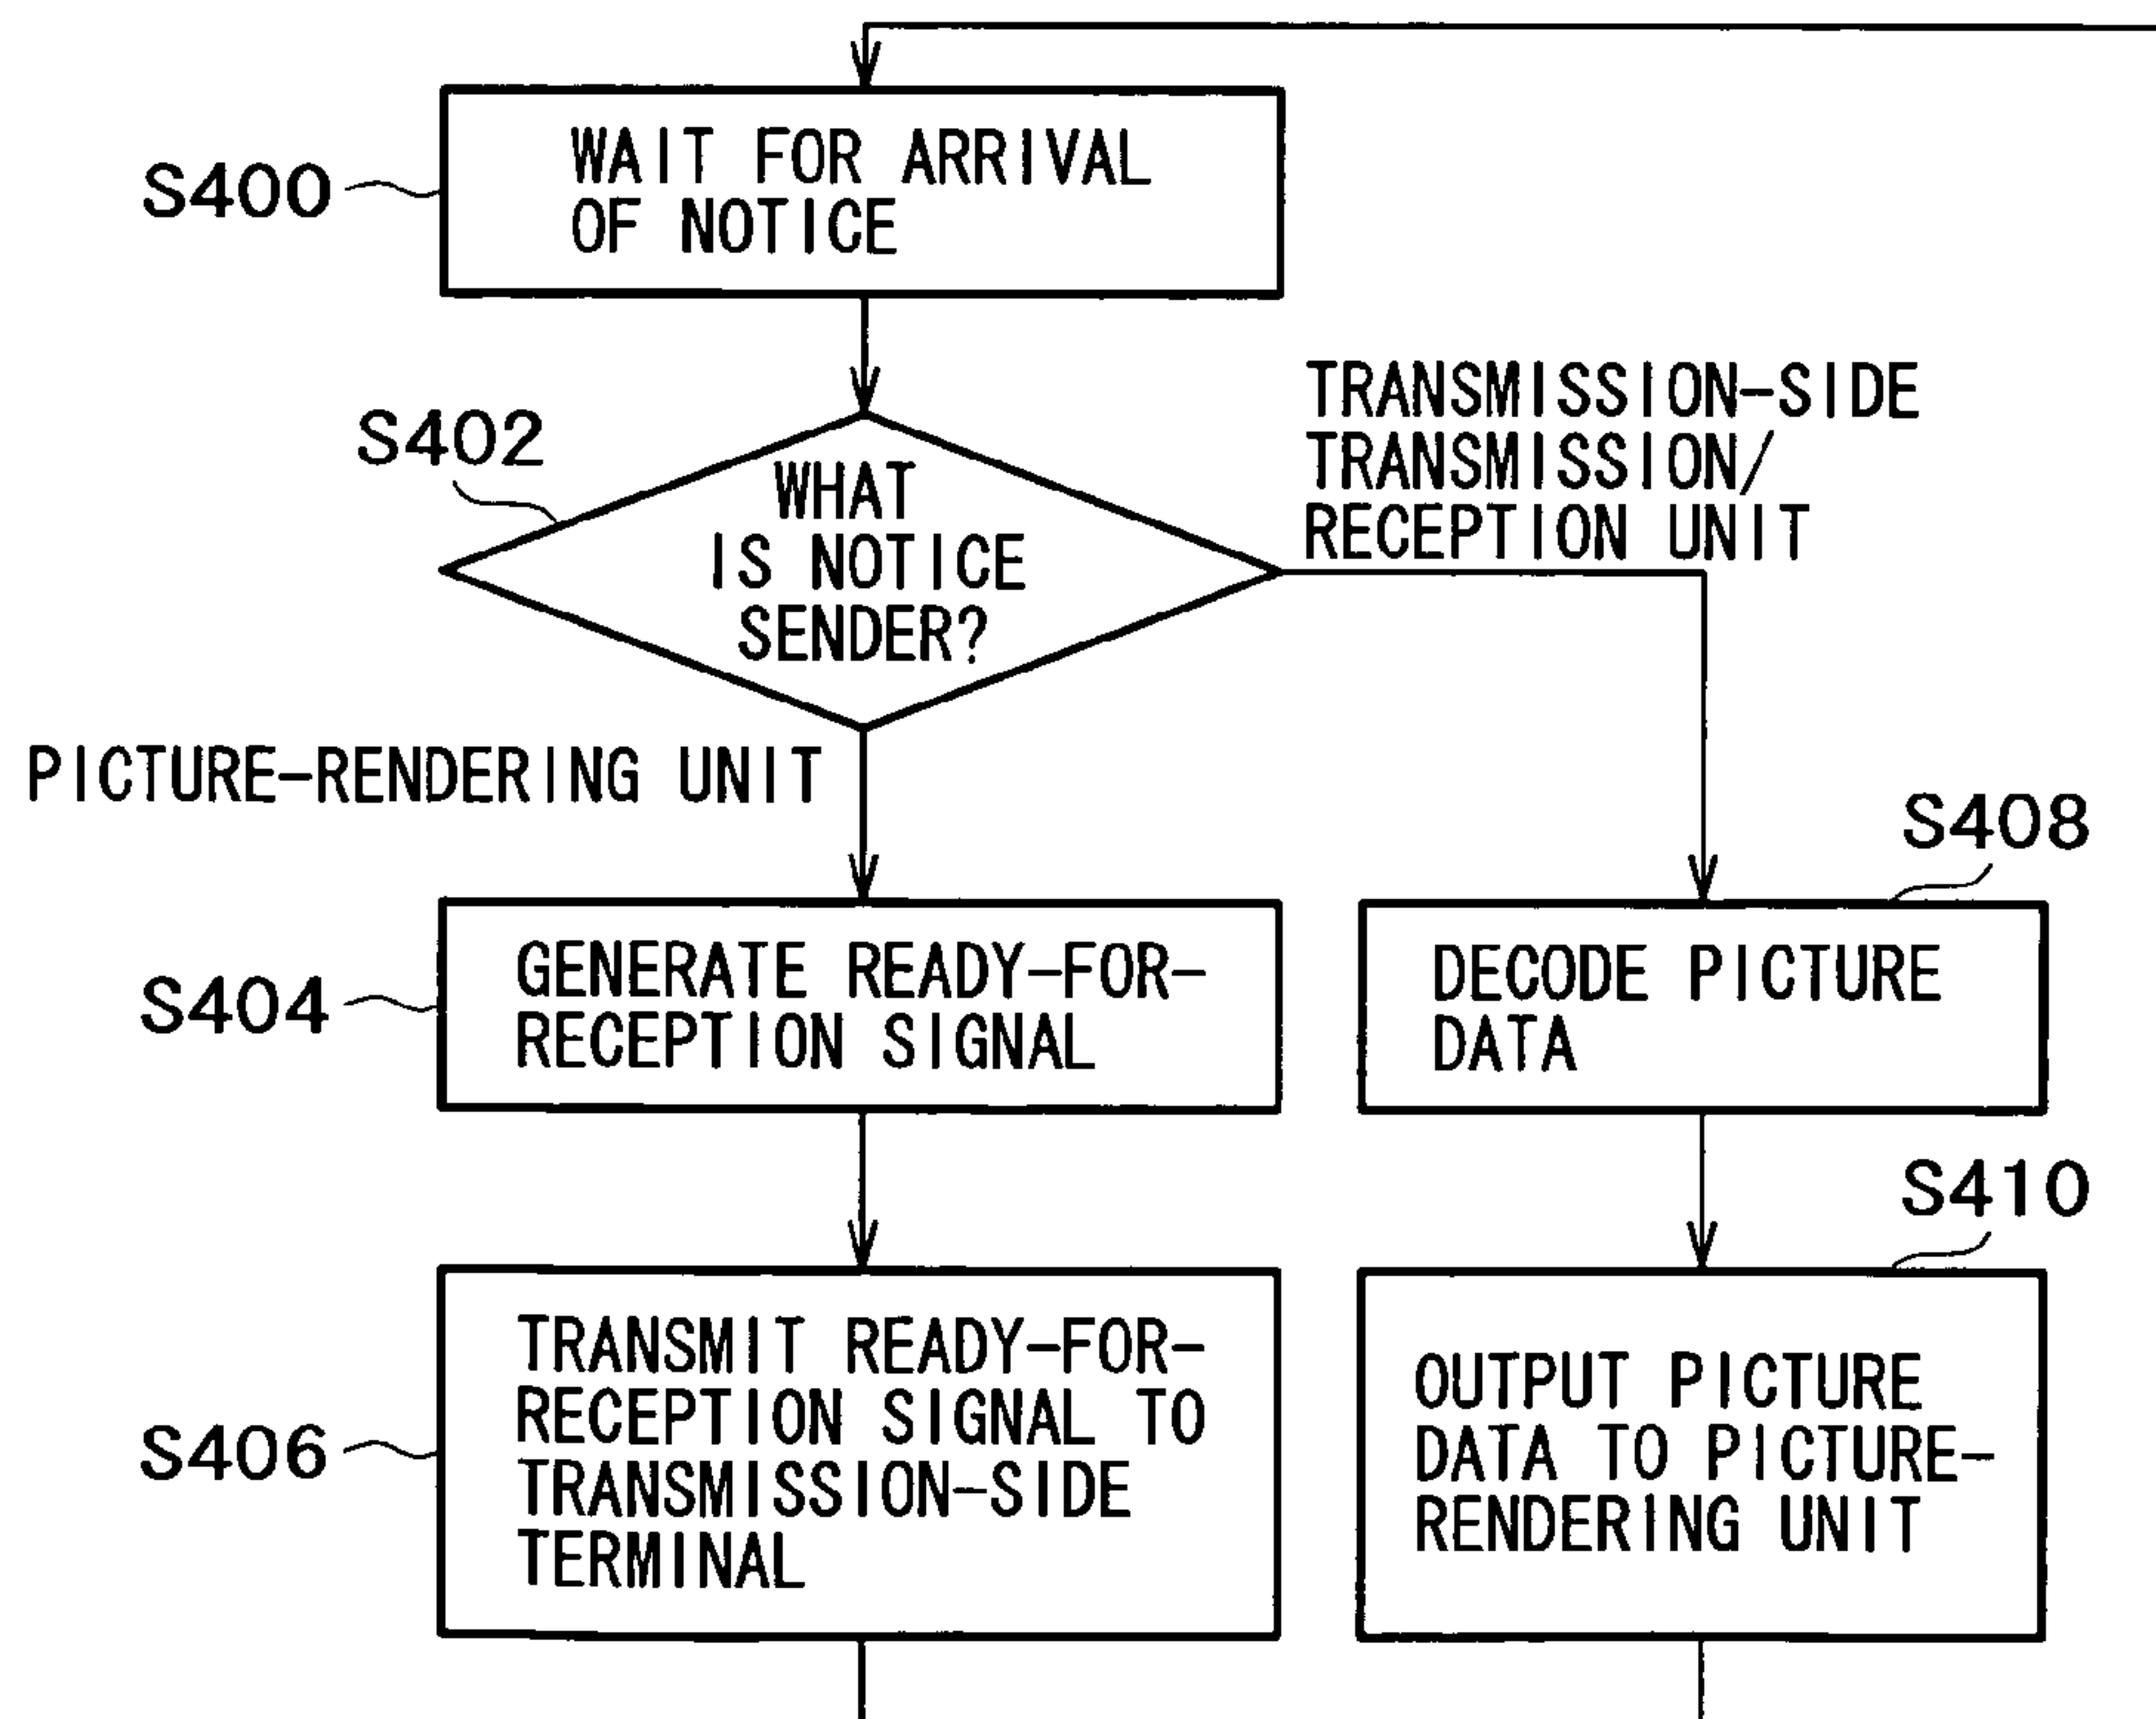 S400
WAIT FOR ARRIVAL
OF NOTICE
S402
WHAT
IS NOTICE
SENDER?
TRANSMISSION-SIDE
TRANSMISSION/
RECEPTION UNIT
PICTURE-RENDERING UNIT
S404
GENERATE READY-FOR-
RECEPTION SIGNAL
S408
DECODE PICTURE
DATA
S406
TRANSMIT READY-FOR-
RECEPTION SIGNAL TO
TRANSMISSION-SIDE
TERMINAL
S410
OUTPUT PICTURE
DATA TO PICTURE-
RENDERING UNIT